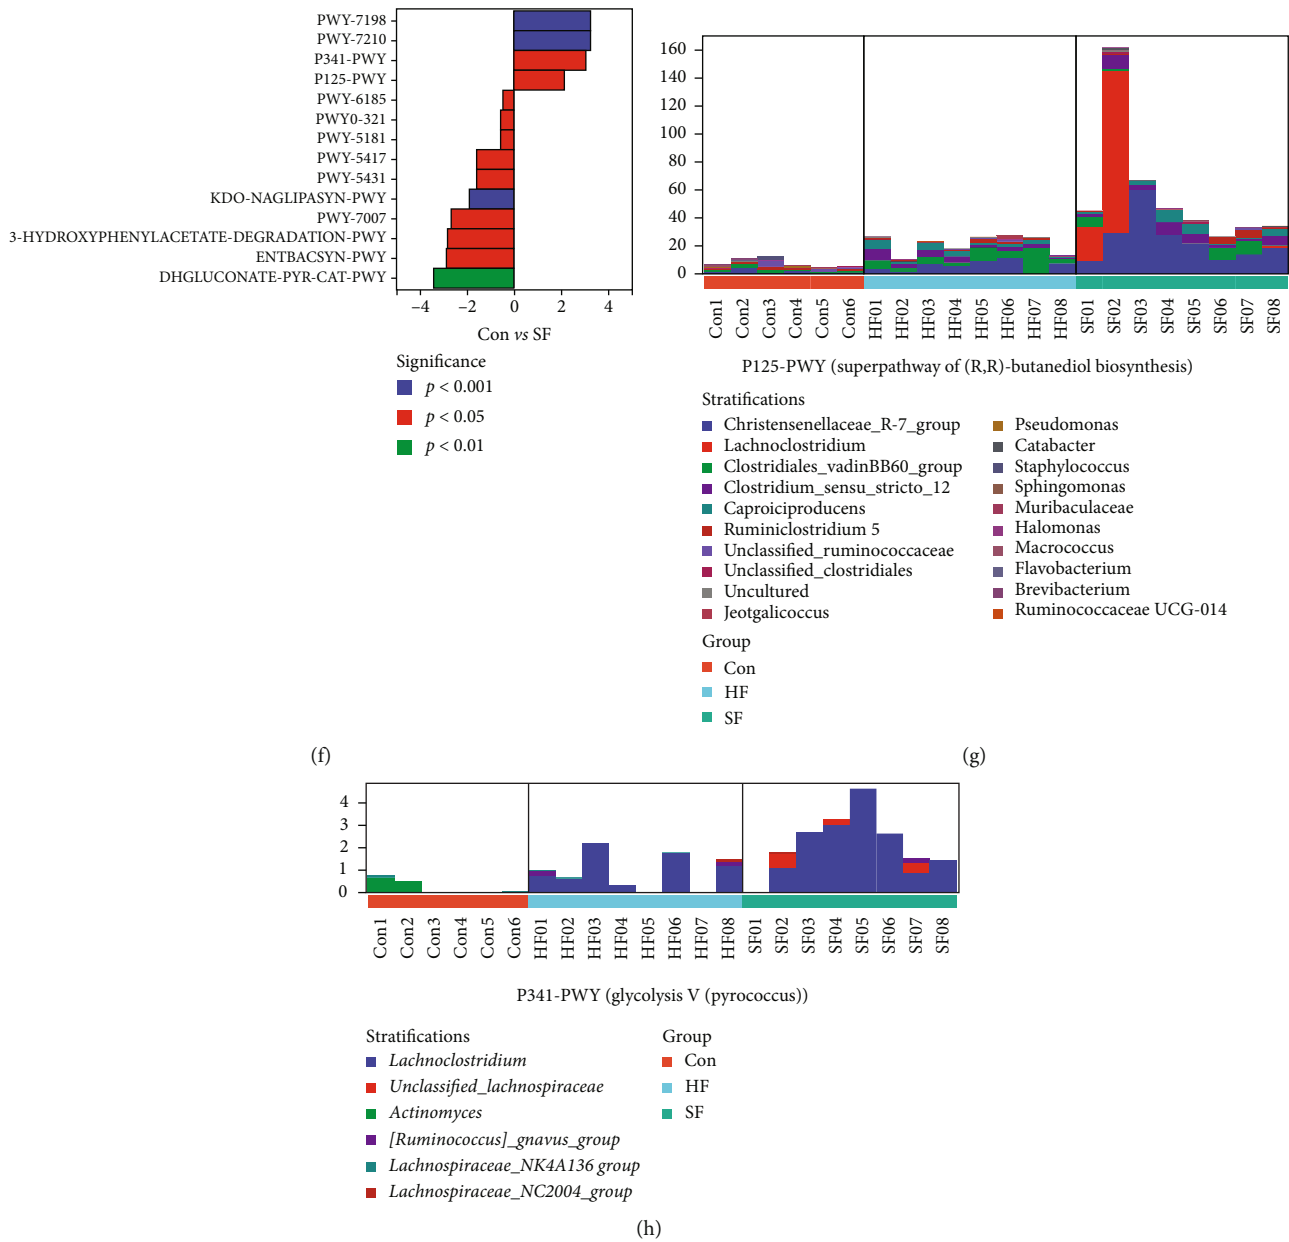 PWY-7198
PWY-7210
P341-PWY
P125-PWY
PWY-6185
PWY0-321
PWY-5181
PWY-5417
PWY-5431
KDO-NAGLIPASYN-PWY
PWY-7007
3-HYDROXYPHENYLACETATE-DEGRADATION-PWY
ENTBACSYN-PWY
DHGLUCONATE-PYR-CAT-PWY
−4 −2 0 2 4
Con vs SF
Significance
p < 0.001
p < 0.05
p < 0.01
(f)
160
140
120
100
80
60
40
20
0
Con1 Con2 Con3 Con4 Con5 Con6 HF01 HF02 HF03 HF04 HF05 HF06 HF07 HF08 SF01 SF02 SF03 SF04 SF05 SF06 SF07 SF08
P125-PWY (superpathway of (R,R)-butanediol biosynthesis)
Stratifications
Christensenellaceae_R-7_group
Lachnoclostridium
Clostridiales_vadinBB60_group
Clostridium_sensu_stricto_12
Caproiciproducens
Ruminiclostridium 5
Unclassified_ruminococcaceae
Unclassified_clostridiales
Uncultured
Jeotgalicoccus
Pseudomonas
Catabacter
Staphylococcus
Sphingomonas
Muribaculaceae
Halomonas
Macrococcus
Flavobacterium
Brevibacterium
Ruminococcaceae UCG-014
Group
Con
HF
SF
(g)
4
3
2
1
0
Con1 Con2 Con3 Con4 Con5 Con6 HF01 HF02 HF03 HF04 HF05 HF06 HF07 HF08 SF01 SF02 SF03 SF04 SF05 SF06 SF07 SF08
P341-PWY (glycolysis V (pyrococcus))
Stratifications
Lachnoclostridium
Unclassified_lachnospiraceae
Actinomyces
[Ruminococcus]_gnavus_group
Lachnospiraceae_NK4A136 group
Lachnospiraceae_NC2004_group
Group
Con
HF
SF
(h)